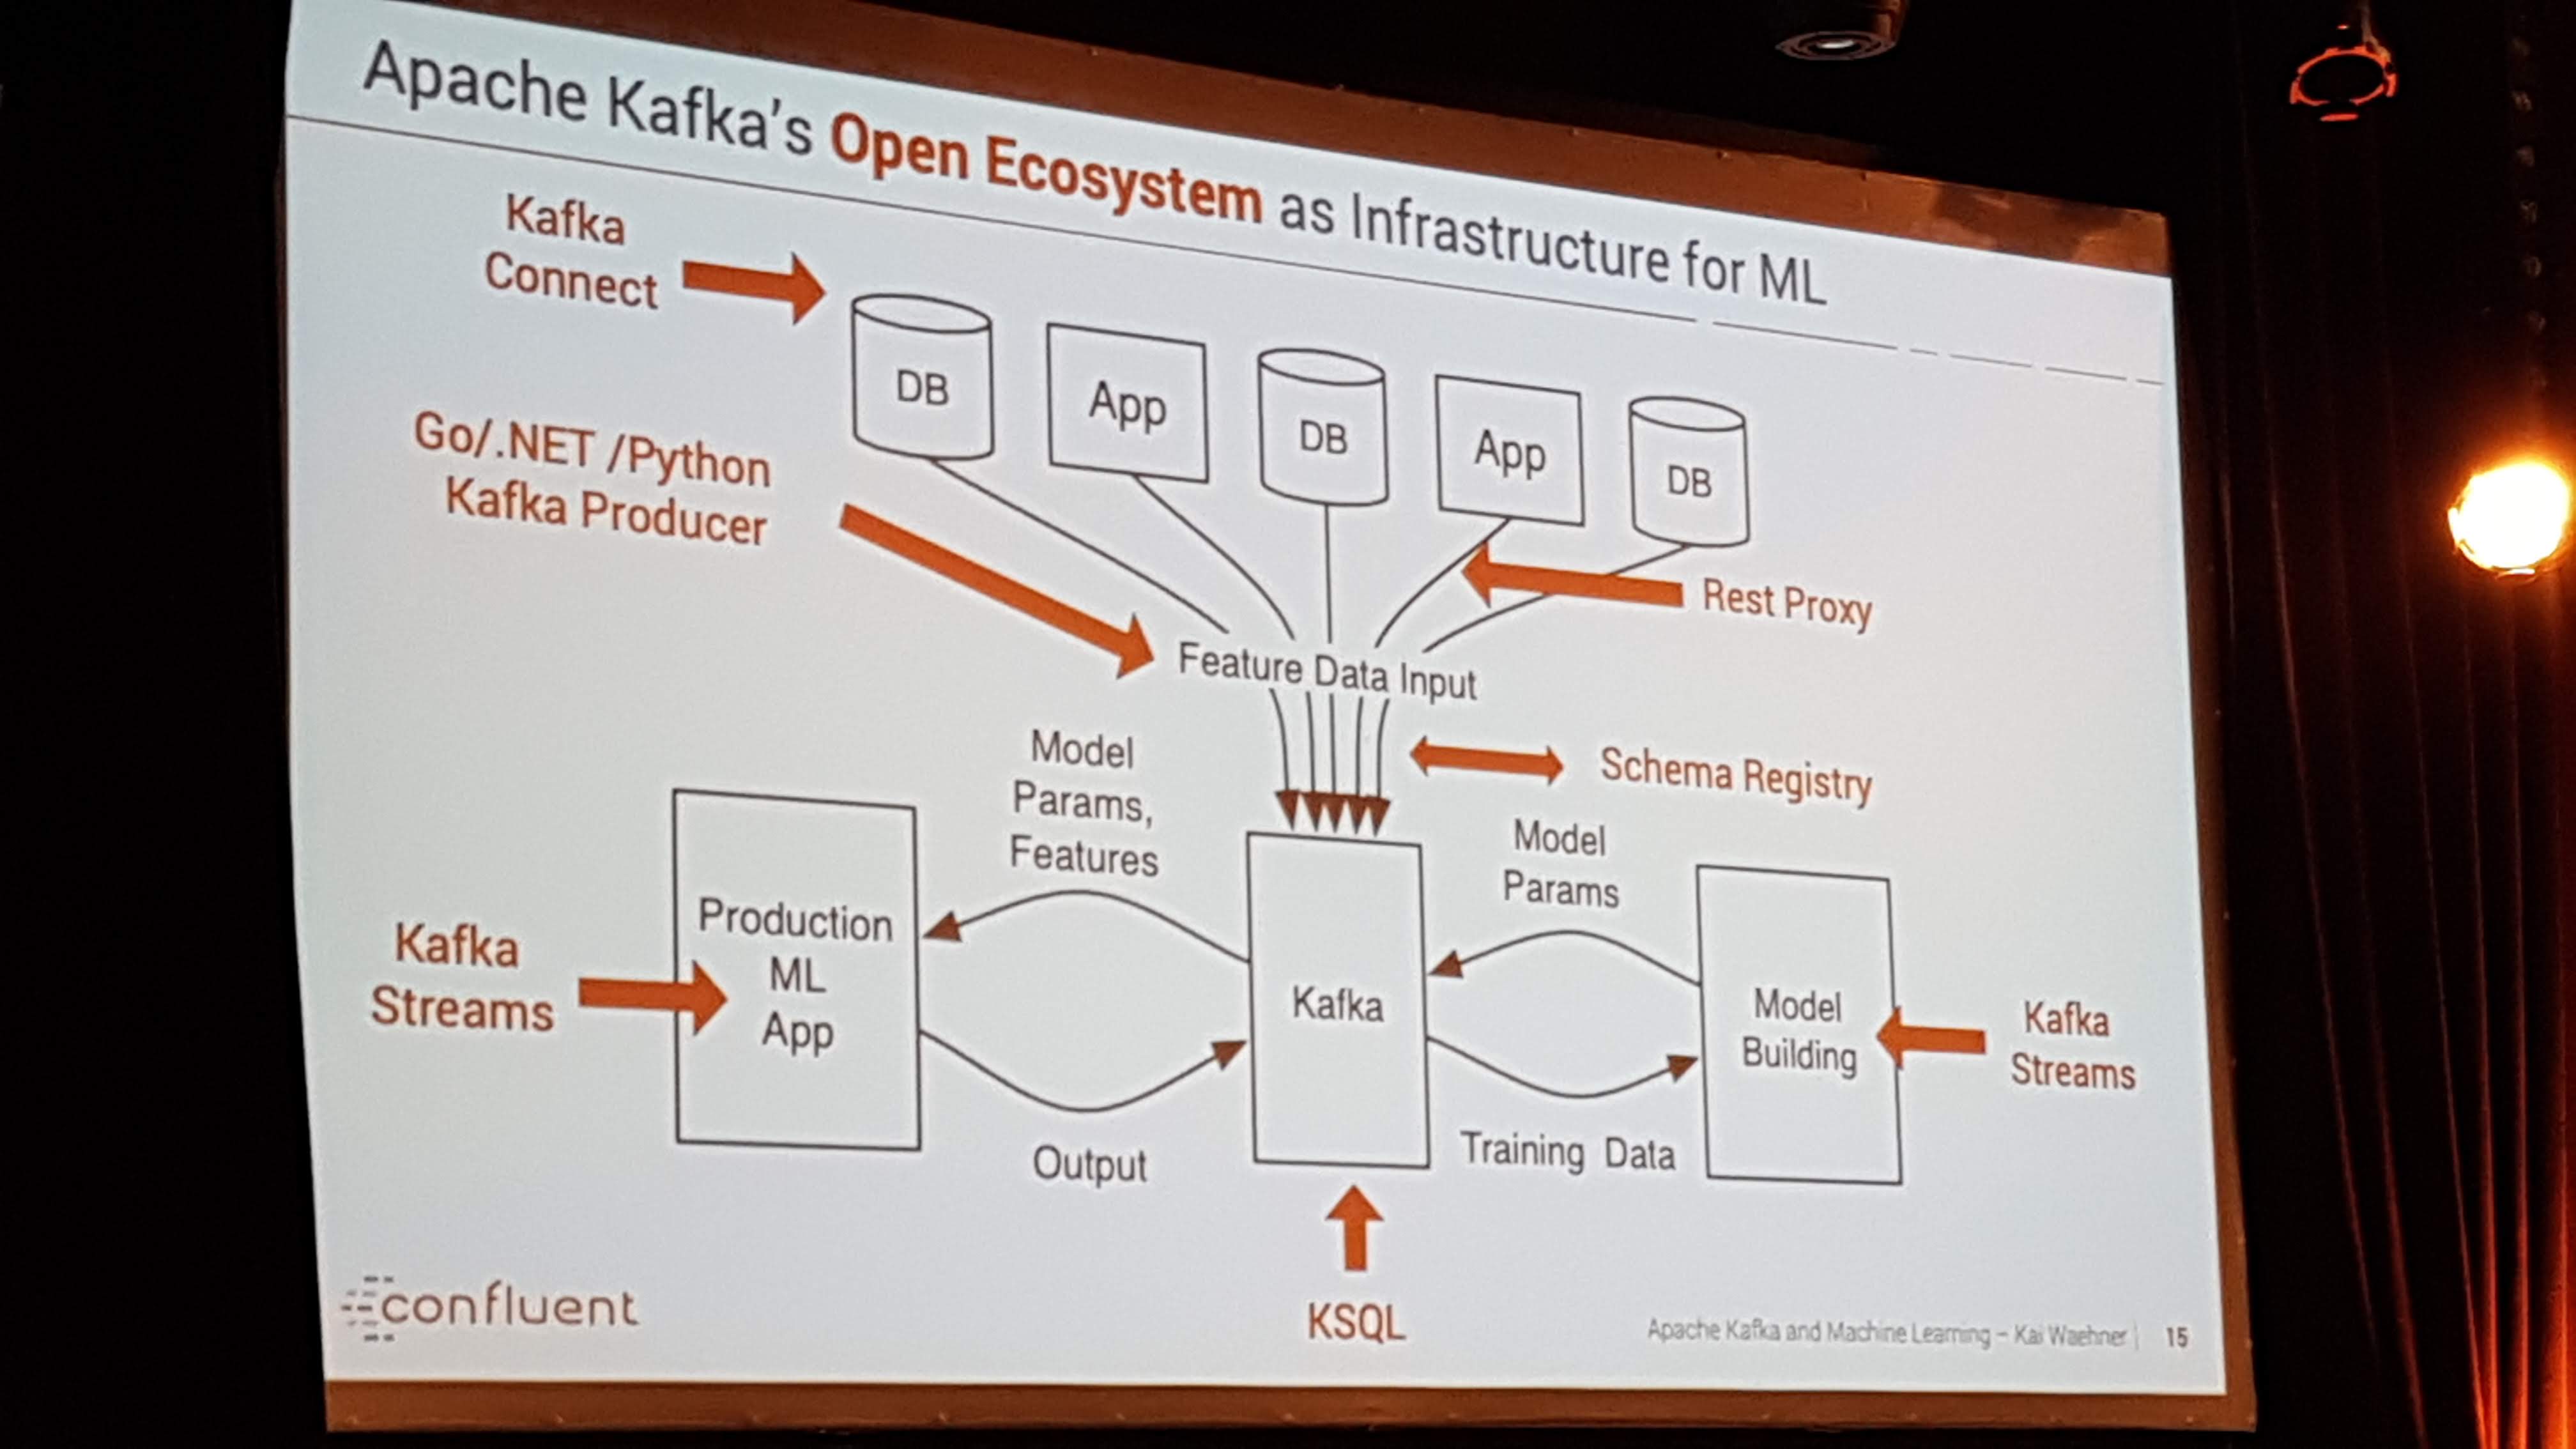 Apache Kafka's Open Ecosystem as Infrastructure for ML
Kafka
Connect
DB
App
DB
App
DB
Go/.NET /Python
Kafka Producer
Rest Proxy
Feature Data Input
Schema Registry
Model
Params,
Features
Model
Params
Kafka
Streams
Production
ML
App
Kafka
Model
Building
Kafka
Streams
Output
Training Data
KSQL
confluent
Apache Kafka and Machine Learning – Kai Waehner | 15